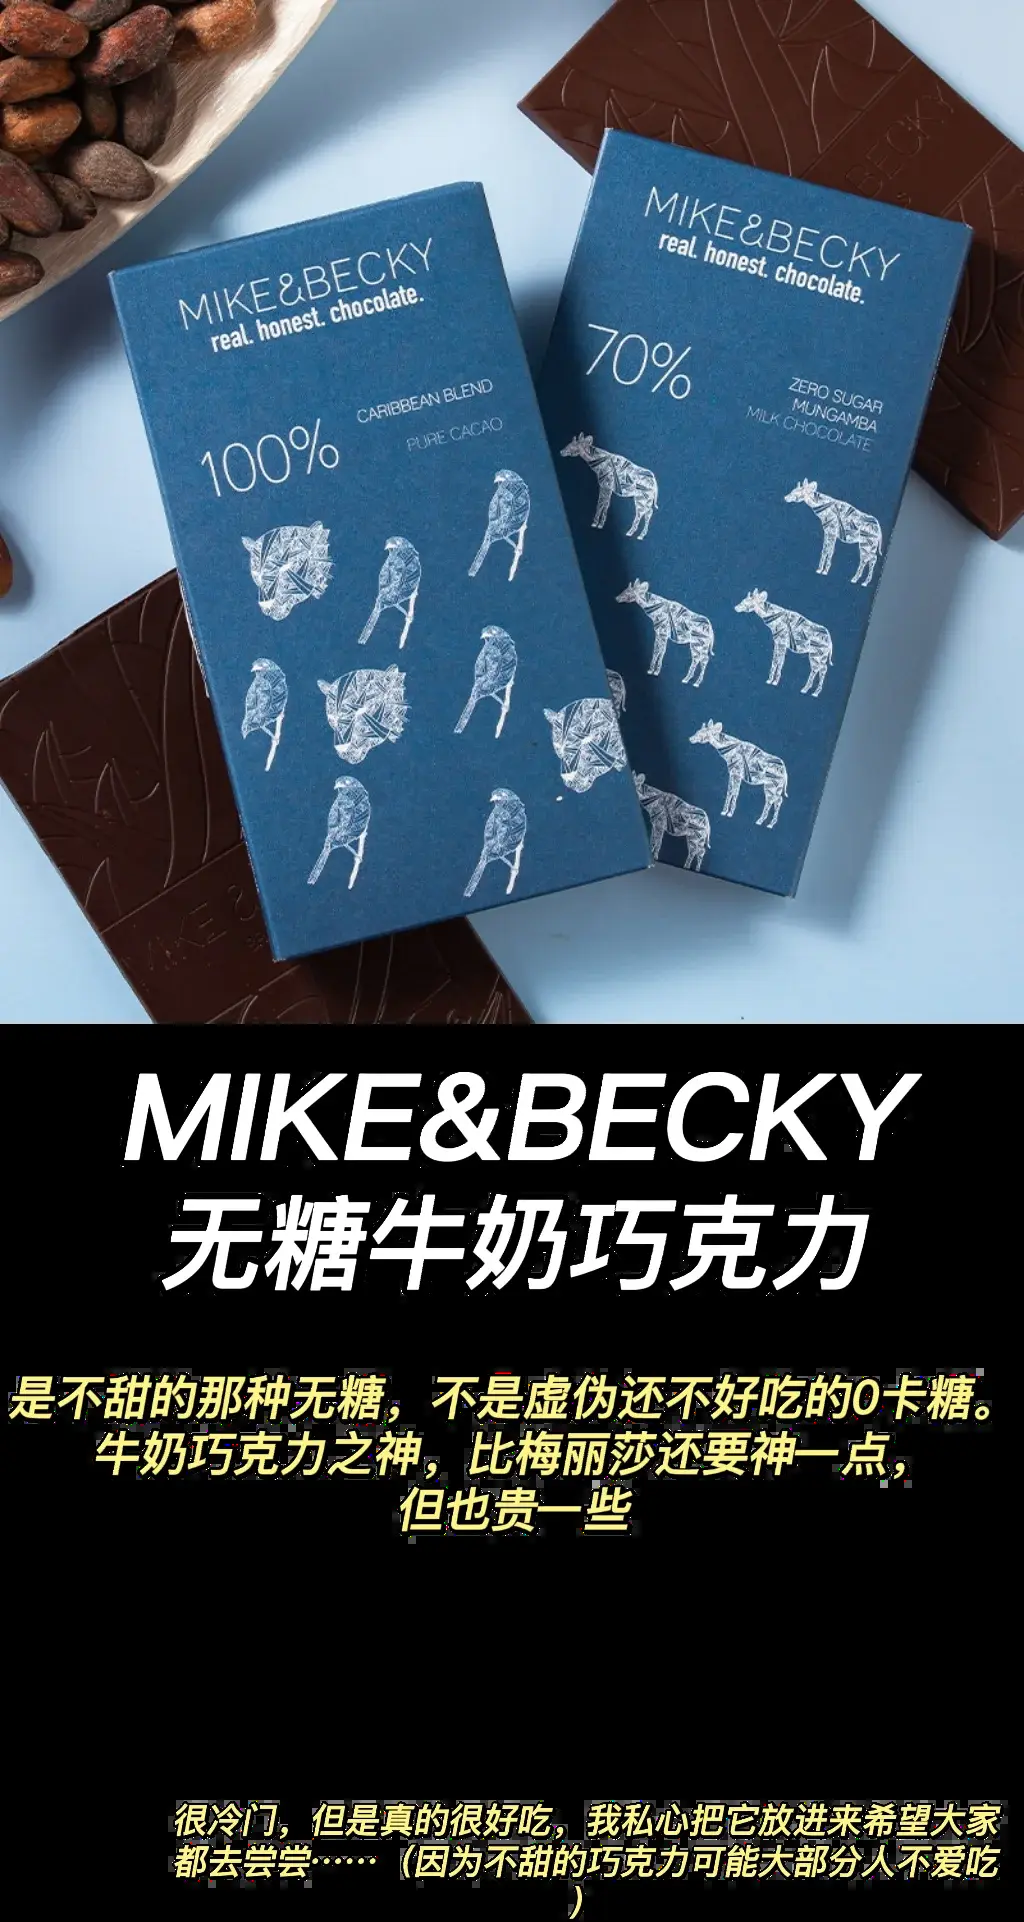 MIKE&BECKY
real. honest. chocolate.
100%
CARIBBEAN BLEND
PURE CACAO
MIKE&BECKY
real. honest. chocolate.
70%
ZERO SUGAR
MUNGAMBA
MILK CHOCOLATE
BECKY
MIKE &
MIKE&BECKY
无糖牛奶巧克力
是不甜的那种无糖，不是虚伪还不好吃的0卡糖。
牛奶巧克力之神，比梅丽莎还要神一点，
但也贵一些
很冷门，但是真的很好吃，我私心把它放进来希望大家
都去尝尝……（因为不甜的巧克力可能大部分人不爱吃
）